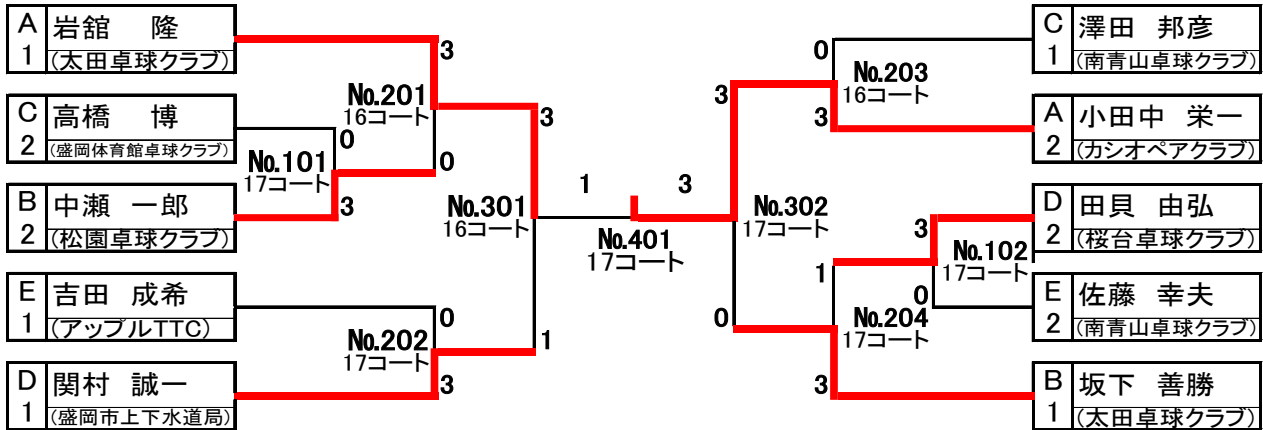 A 1 岩舘 隆
(太田卓球クラブ)
C 2 高橋 博
(盛岡体育館卓球クラブ)
B 2 中瀬 一郎
(松園卓球クラブ)
E 1 吉田 成希
(アップルTTC)
D 1 関村 誠一
(盛岡市上下水道局)
3
No.201
16コート
0
0
No.101
17コート
3
0
No.202
17コート
3
3
No.301
16コート
1
1
3
No.401
17コート
3
No.302
17コート
0
0
No.203
16コート
3
3
No.102
17コート
0
1
No.204
17コート
3
C 1 澤田 邦彦
(南青山卓球クラブ)
A 2 小田中 栄一
(カシオペアクラブ)
D 2 田貝 由弘
(桜台卓球クラブ)
E 2 佐藤 幸夫
(南青山卓球クラブ)
B 1 坂下 善勝
(太田卓球クラブ)